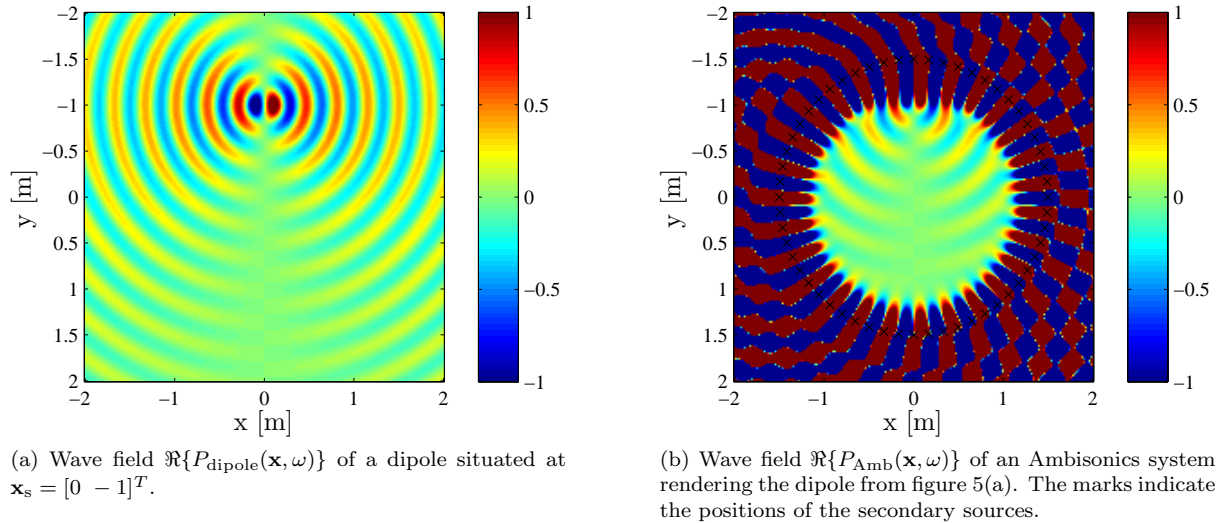 −2
−1.5
−1
−0.5
0
0.5
1
1.5
2
y [m]
−2 −1 0 1 2
x [m]
1
0.5
0
−0.5
−1
(a) Wave field ℜ{P_dipole(x, ω)} of a dipole situated at
x_s = [0 −1]^T.
−2
−1.5
−1
−0.5
0
0.5
1
1.5
2
y [m]
−2 −1 0 1 2
x [m]
1
0.5
0
−0.5
−1
(b) Wave field ℜ{P_Amb(x, ω)} of an Ambisonics system
rendering the dipole from figure 5(a). The marks indicate
the positions of the secondary sources.